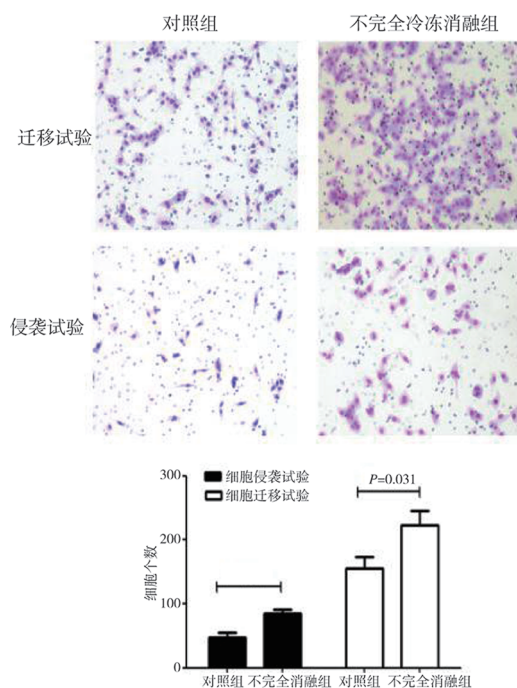 对照组 不完全冷冻消融组
迁移试验
侵袭试验
300
200
100
0
细胞个数
细胞侵袭试验
细胞迁移试验
P=0.031
对照组 不完全消融组 对照组 不完全消融组